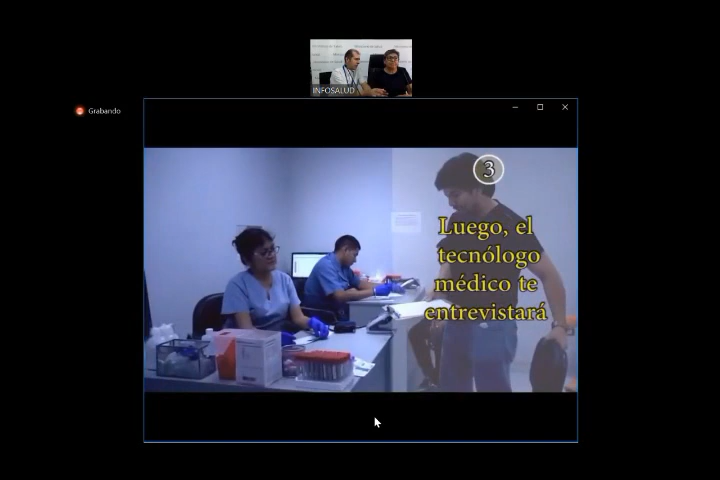 INFOSALUD
Grabando
3
Luego, el
tecnólogo
médico te
entrevistará